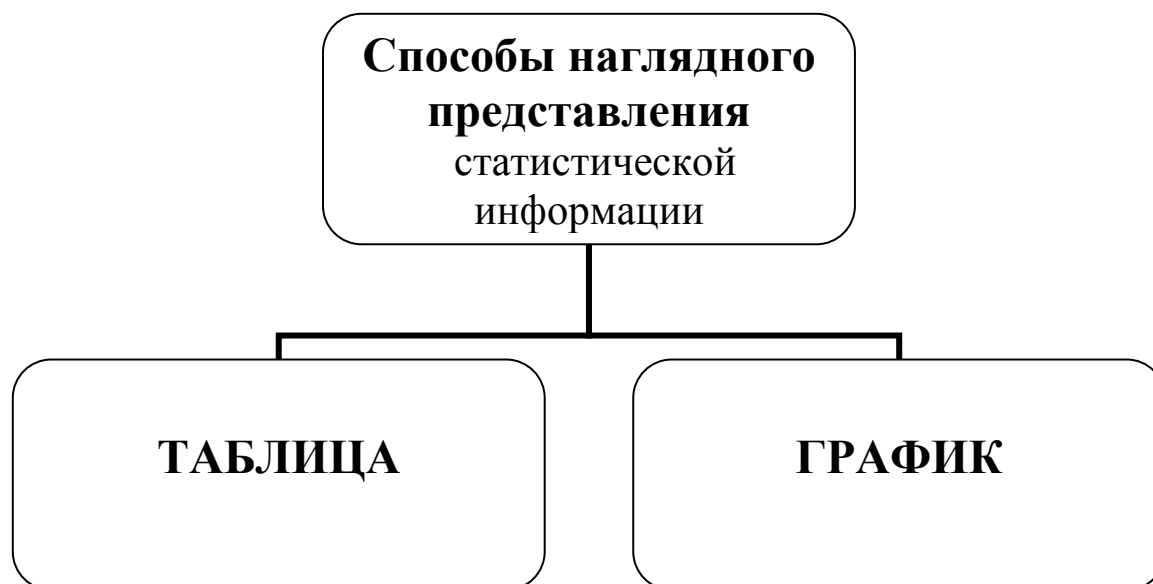 Способы наглядного
представления
статистической
информации
ТАБЛИЦА
ГРАФИК